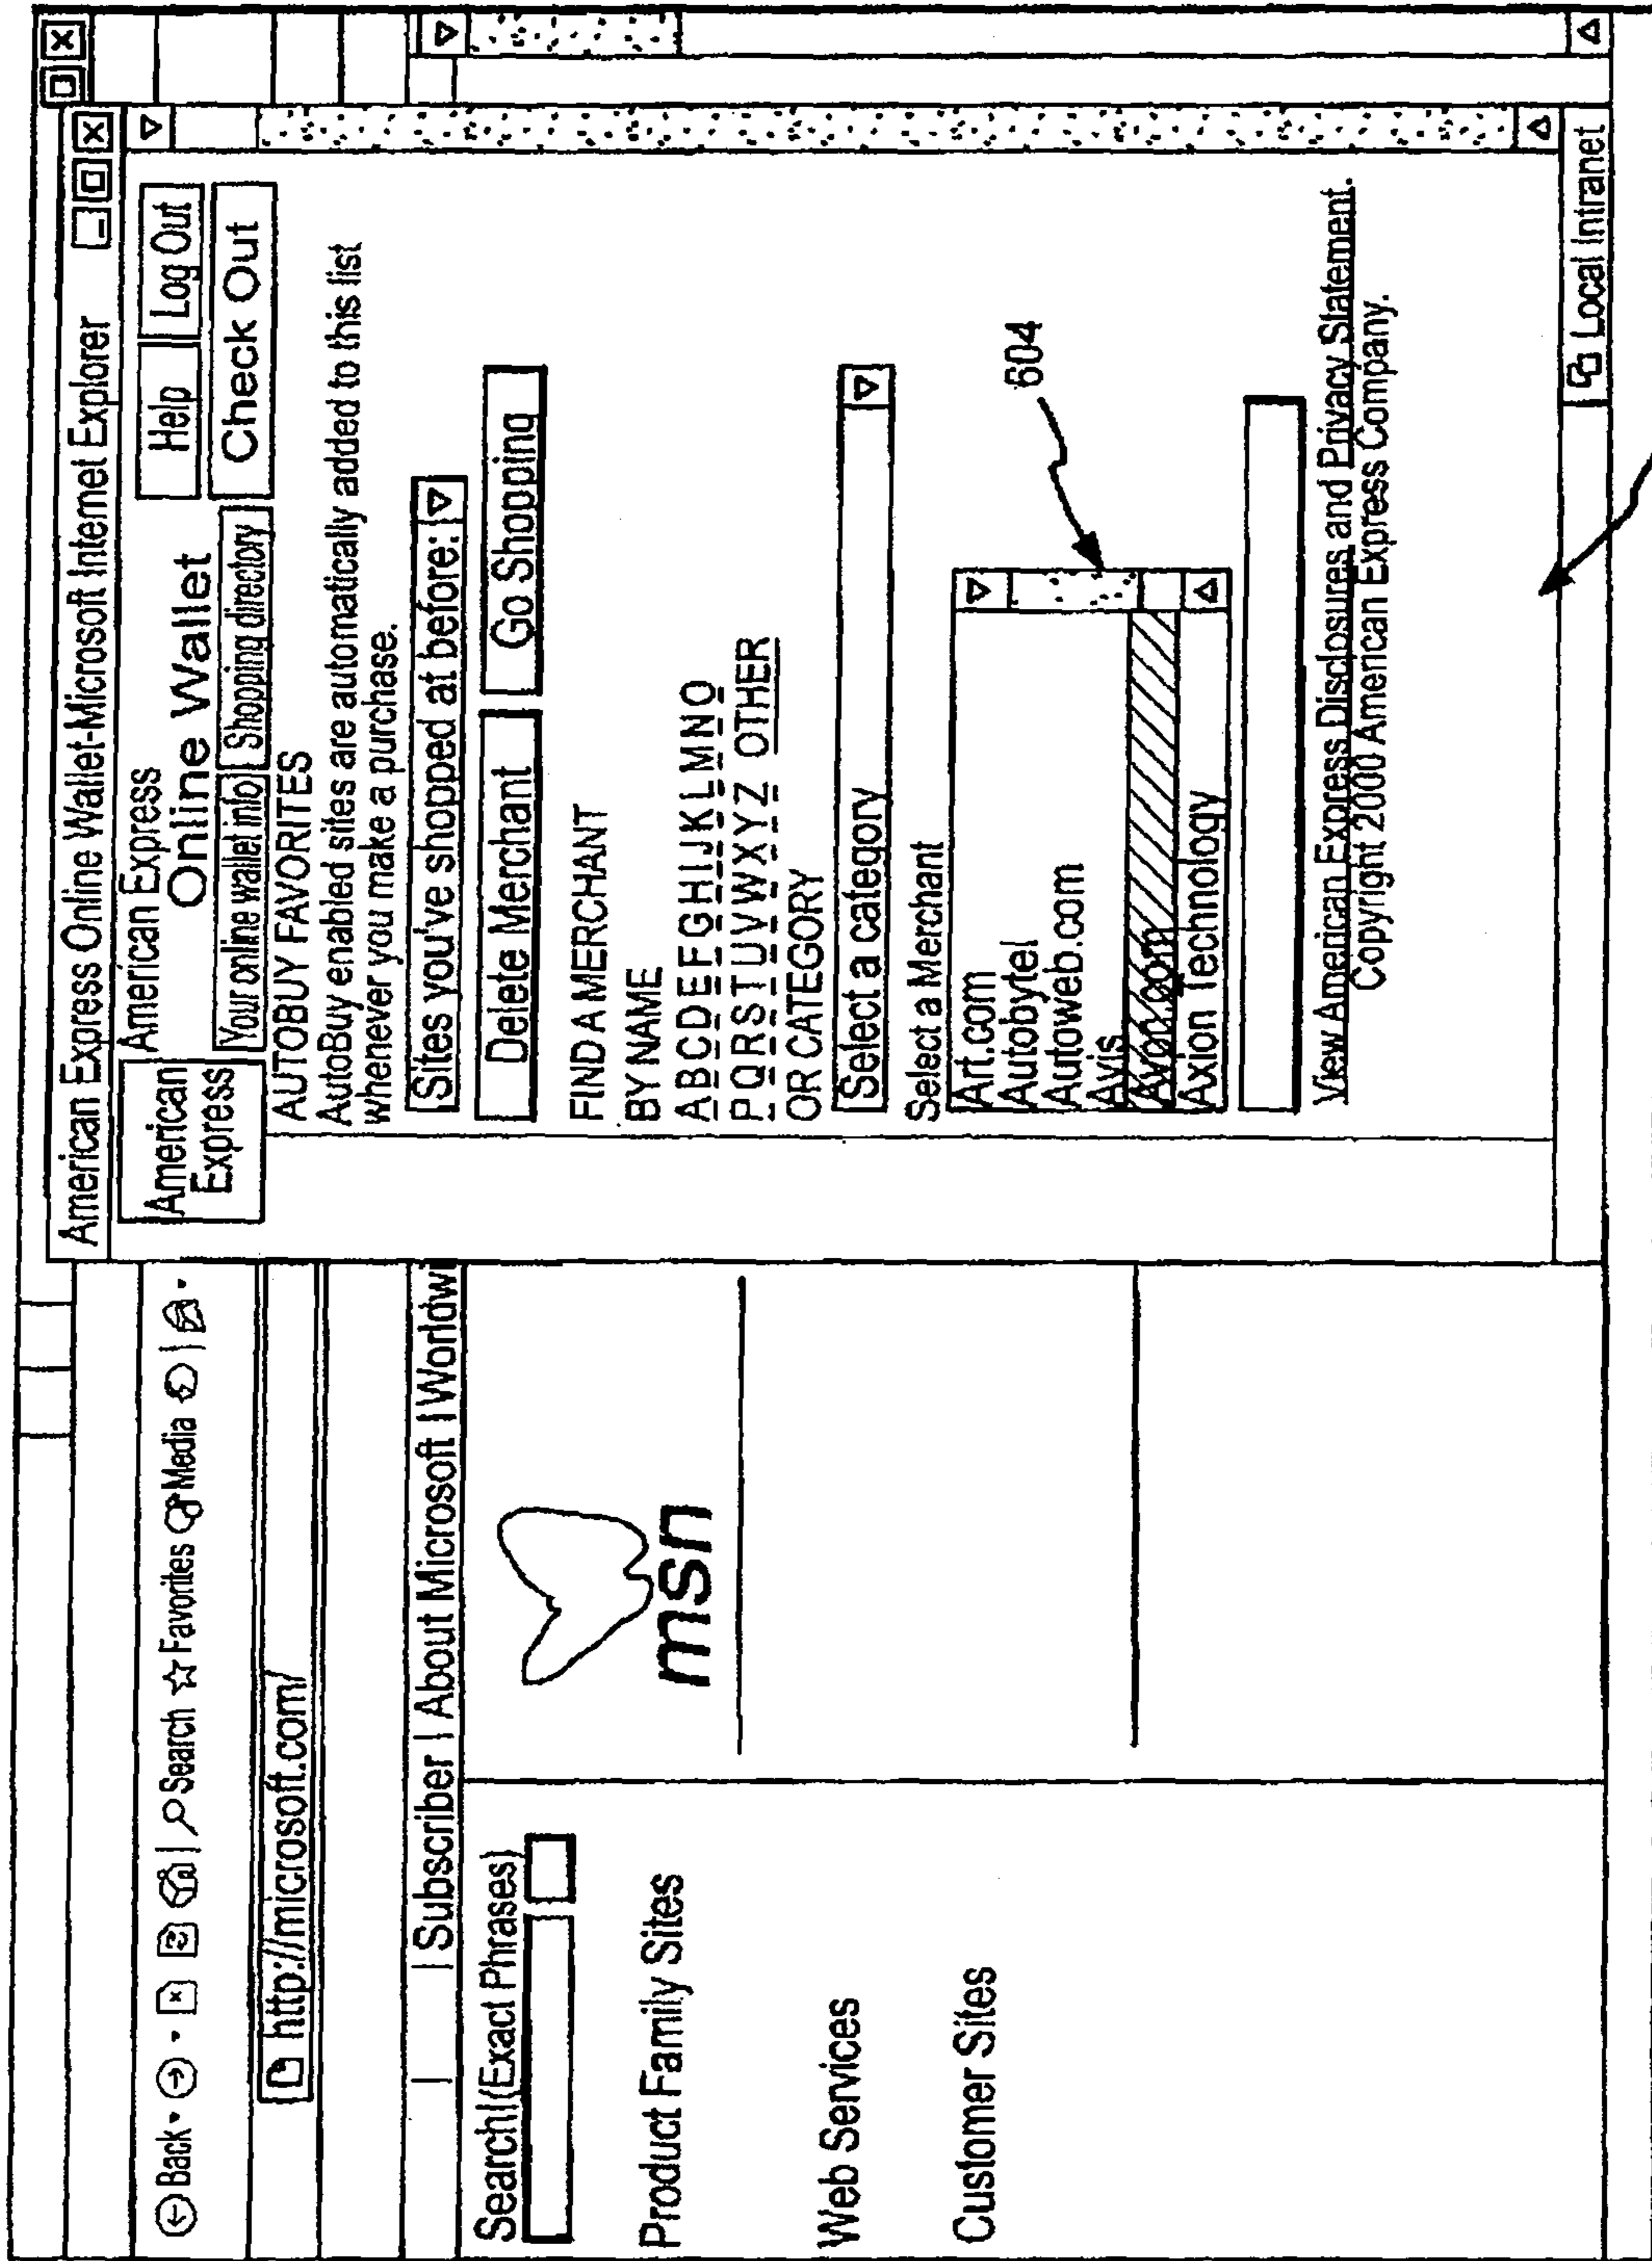 Back Search Favorites Media
http://microsoft.com/
| Subscriber | About Microsoft | Worldw
Search|(Exact Phrases)
Product Family Sites
Web Services
Customer Sites
msn
American Express Online Wallet-Microsoft Internet Explorer
American
Express
American Express
Online Wallet
Help
Log Out
Your online wallet info
Shopping directory
Check Out
AUTOBUY FAVORITES
AutoBuy enabled sites are automatically added to this list
whenever you make a purchase.
Sites you've shopped at before:
Delete Merchant
Go Shopping
FIND A MERCHANT
BY NAME
A B C D E F G H I J K L M N O
P Q R S T U V W X Y Z OTHER
OR CATEGORY
Select a category
Select a Merchant
Art.com
Autobytel
Autoweb.com
Avis
Avon.com
Axion Technology
604
View American Express Disclosures and Privacy Statement.
Copyright 2000 American Express Company.
Local Intranet